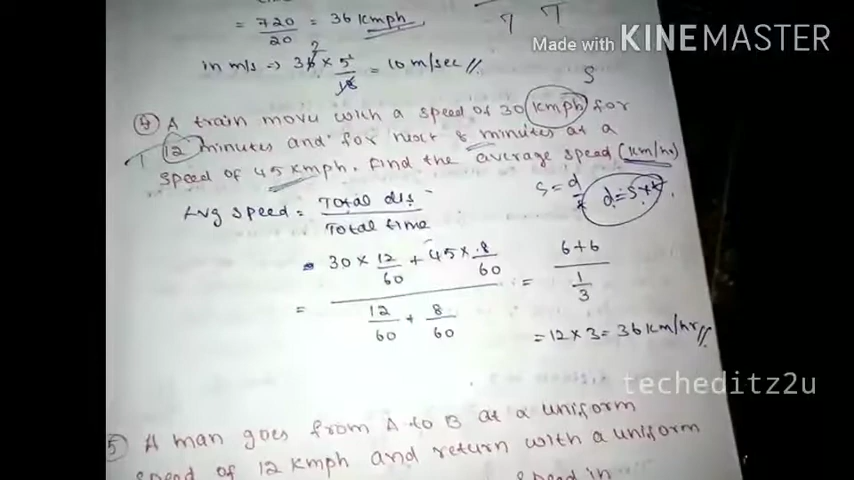 = 720/20 = 36 kmph
Made with KINEMASTER
in m/s => 36 × 5/18 = 10 m/sec //
S
④ A train move with a speed of 30 kmph for
12 minutes and for next 8 minutes at a
speed of 45 kmph. Find the average speed (km/hr)
S = d/t d = s×t
Avg speed = Total dis / Total time
= (30 × 12/60 + 45 × 8/60) / (12/60 + 8/60) = (6+6) / (1/3)
= 12 × 3 = 36 km/hr //
techeditz2u
5) A man goes from A to B at a uniform
speed of 12 kmph and return with a uniform
speed in